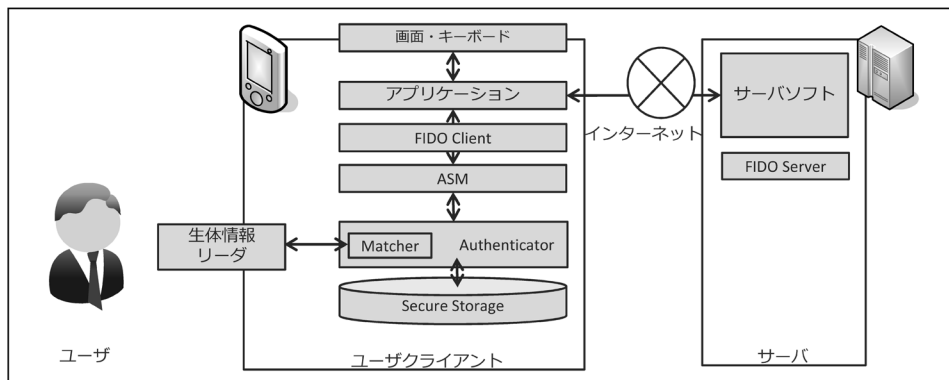 画面・キーボード
アプリケーション
FIDO Client
ASM
生体情報
リーダ
Matcher
Authenticator
Secure Storage
ユーザ
ユーザクライアント
インターネット
サーバソフト
FIDO Server
サーバ